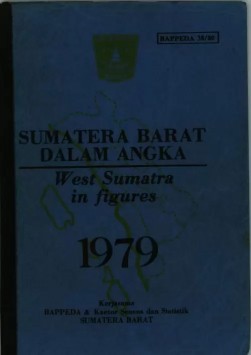 BAPPEDA 78/80
SUMATERA BARAT
DALAM ANGKA
West Sumatra
in figures
1979
Kerjasama
BAPPEDA & Kantor Sensus dan Statistik
SUMATERA BARAT